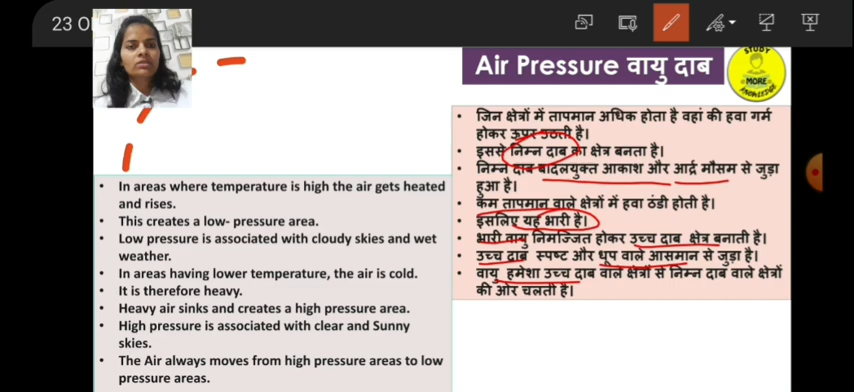 23 O
Air Pressure वायु दाब
STUDY
MORE
KNOWLEDGE
• जिन क्षेत्रों में तापमान अधिक होता है वहां की हवा गर्म
होकर ऊपर उठती है।
• इससे निम्न दाब का क्षेत्र बनता है।
• निम्न दाब बादलयुक्त आकाश और आर्द्र मौसम से जुड़ा
हुआ है।
• कम तापमान वाले क्षेत्रों में हवा ठंडी होती है।
• इसलिए यह भारी है।
• भारी वायु निमज्जित होकर उच्च दाब क्षेत्र बनाती है।
• उच्च दाब स्पष्ट और धूप वाले आसमान से जुड़ा है।
• वायु हमेशा उच्च दाब वाले क्षेत्रों से निम्न दाब वाले क्षेत्रों
की ओर चलती है।
• In areas where temperature is high the air gets heated
and rises.
• This creates a low- pressure area.
• Low pressure is associated with cloudy skies and wet
weather.
• In areas having lower temperature, the air is cold.
• It is therefore heavy.
• Heavy air sinks and creates a high pressure area.
• High pressure is associated with clear and Sunny
skies.
• The Air always moves from high pressure areas to low
pressure areas.